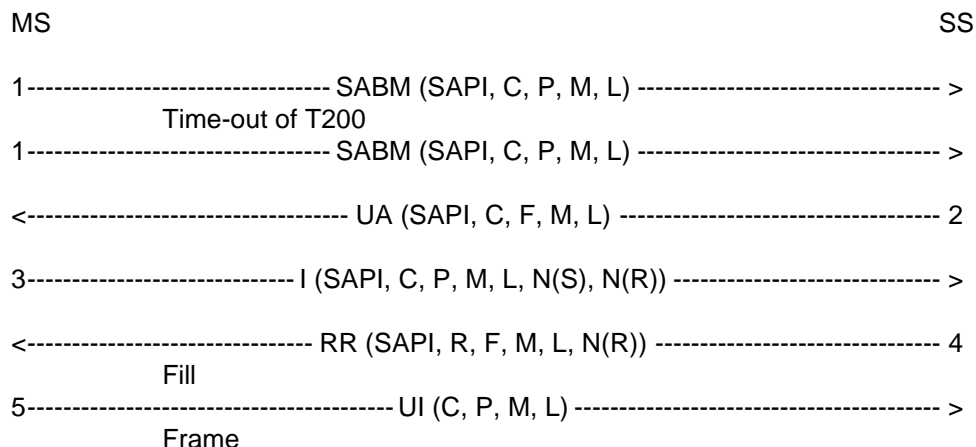 MS SS
1---------------------------------- SABM (SAPI, C, P, M, L) ---------------------------------- >
Time-out of T200
1---------------------------------- SABM (SAPI, C, P, M, L) ---------------------------------- >
<------------------------------------ UA (SAPI, C, F, M, L) ------------------------------------ 2
3------------------------------ I (SAPI, C, P, M, L, N(S), N(R)) ------------------------------ >
<-------------------------------- RR (SAPI, R, F, M, L, N(R)) -------------------------------- 4
Fill
5----------------------------------------- UI (C, P, M, L) ----------------------------------------- >
Frame